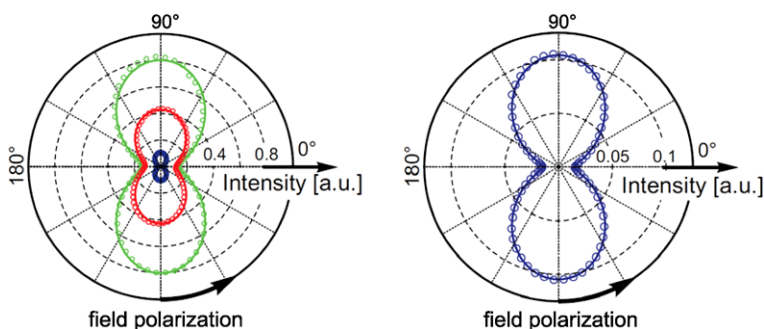 90°
180°
0.4
0.8
0°
Intensity [a.u.]
field polarization
90°
180°
0.05
0.1
0°
Intensity [a.u.]
field polarization